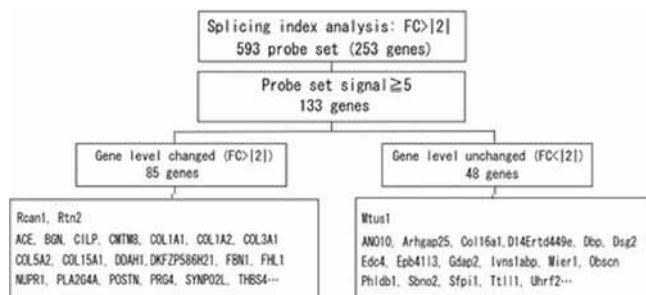 Splicing index analysis: FC>|2|
593 probe set (253 genes)
Probe set signal≧5
133 genes
Gene level changed (FC>|2|)
85 genes
Gene level unchanged (FC<|2|)
48 genes
Rcan1, Rtn2
ACE, BGN, CILP, CMTM8, COL1A1, COL1A2, COL3A1
COL5A2, COL15A1, DDAH1, DKFZP586H21, FBN1, FHL1
NUPR1, PLA2G4A, POSTN, PRG4, SYNPO2L, THBS4…
Mtus1
ANO10, Arhgap25, Col16a1, D14Ertd449e, Dbp, Dsg2
Edc4, Epb41l3, Gdap2, Ivns1abp, Mier1, Obscn
Phldb1, Sbno2, Sfpi1, Ttll1, Uhrf2…